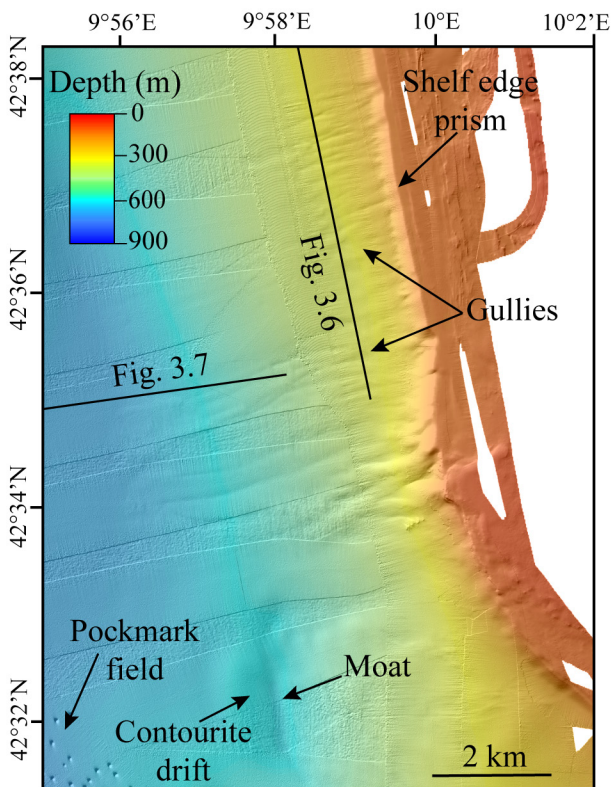 9°56’E 9°58’E 10°E 10°2’E
42°38’N
Depth (m)
0
300
600
900
Shelf edge
prism
42°36’N
Fig. 3.6
Gullies
Fig. 3.7
42°34’N
Pockmark
field
Moat
Contourite
drift
42°32’N
2 km